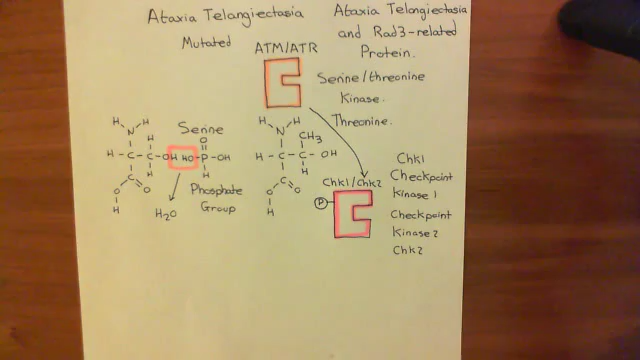 Ataxia Telangiectasia
Mutated
Ataxia Telangiectasia
and Rad3-related
Protein.
ATM/ATR
Serine/threonine
Kinase.
Threonine.
Serine
H H
N
H
H - C - C - OH HO - P - OH
O
H
H
C
O
O
H
H2O
Phosphate
Group
H H
N
CH3
H - C - C - OH
H
C
O
O
H
Chk1/Chk2
P
Chk1
Checkpoint
Kinase 1
Checkpoint
Kinase 2
Chk2